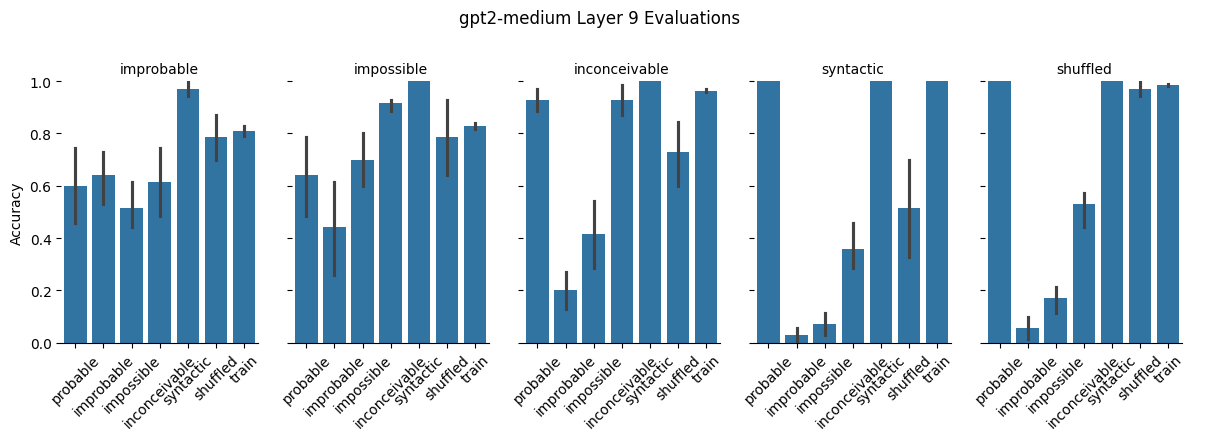 gpt2-medium Layer 9 Evaluations
improbable
impossible
inconceivable
syntactic
shuffled
Accuracy
1.0
0.8
0.6
0.4
0.2
0.0
probable
improbable
impossible
inconceivable
syntactic
shuffled
train
probable
improbable
impossible
inconceivable
syntactic
shuffled
train
probable
improbable
impossible
inconceivable
syntactic
shuffled
train
probable
improbable
impossible
inconceivable
syntactic
shuffled
train
probable
improbable
impossible
inconceivable
syntactic
shuffled
train